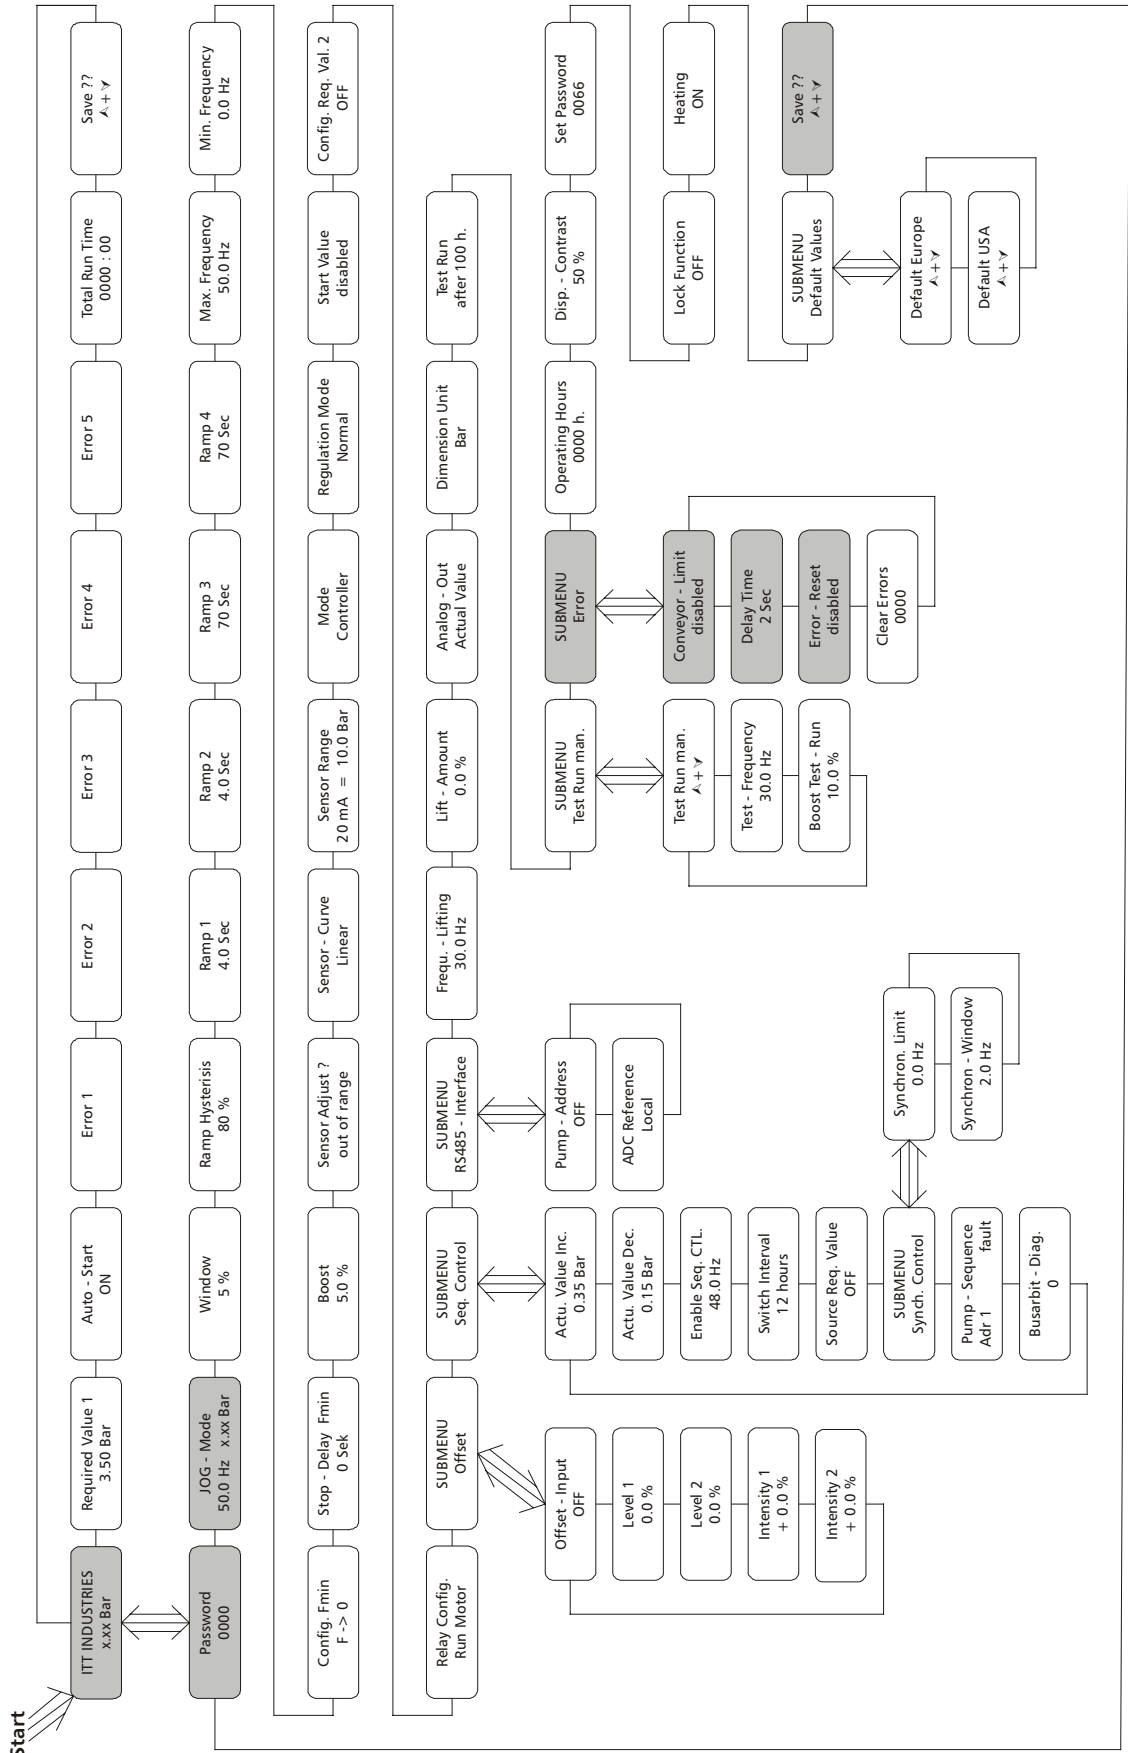 Start
ITT INDUSTRIES
x.xx Bar
Required Value 1
3.50 Bar
Auto - Start
ON
Error 1
Error 2
Error 3
Error 4
Error 5
Total Run Time
0000 : 00
Save ??
⮝ + ⮟
Password
0000
JOG - Mode
50.0 Hz x.xx Bar
Window
5 %
Ramp Hysterisis
80 %
Ramp 1
4.0 Sec
Ramp 2
4.0 Sec
Ramp 3
70 Sec
Ramp 4
70 Sec
Max. Frequency
50.0 Hz
Min. Frequency
0.0 Hz
Config. Fmin
F -> 0
Stop - Delay Fmin
0 Sek
Boost
5.0 %
Sensor Adjust ?
out of range
Sensor - Curve
Linear
Sensor Range
20 mA = 10.0 Bar
Mode
Controller
Regulation Mode
Normal
Start Value
disabled
Config. Req. Val. 2
OFF
Relay Config.
Run Motor
SUBMENU
Offset
SUBMENU
Seq. Control
SUBMENU
RS485 - Interface
Frequ. - Lifting
30.0 Hz
Lift - Amount
0.0 %
Analog - Out
Actual Value
Dimension Unit
Bar
Test Run
after 100 h.
Offset - Input
OFF
Level 1
0.0 %
Level 2
0.0 %
Intensity 1
+ 0.0 %
Intensity 2
+ 0.0 %
Actu. Value Inc.
0.35 Bar
Actu. Value Dec.
0.15 Bar
Enable Seq. CTL.
48.0 Hz
Switch Interval
12 hours
Source Req. Value
OFF
SUBMENU
Synch. Control
Pump - Sequence
Adr 1 fault
Busarbit - Diag.
0
Synchron. Limit
0.0 Hz
Synchron - Window
2.0 Hz
Pump - Address
OFF
ADC Reference
Local
SUBMENU
Test Run man.
SUBMENU
Error
Operating Hours
0000 h.
Disp. - Contrast
50 %
Set Password
0066
Test Run man.
⮝ + ⮟
Test - Frequency
30.0 Hz
Boost Test - Run
10.0 %
Conveyor - Limit
disabled
Delay Time
2 Sec
Error - Reset
disabled
Clear Errors
0000
Lock Function
OFF
Heating
ON
SUBMENU
Default Values
Save ??
⮝ + ⮟
Default Europe
⮝ + ⮟
Default USA
⮝ + ⮟